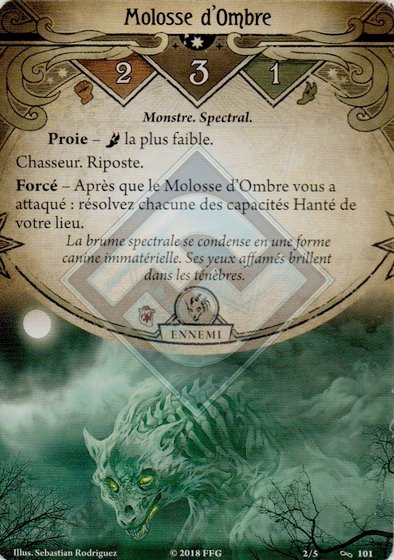 Molosse d'Ombre
2
3
1
Monstre. Spectral.
Proie – la plus faible.
Chasseur. Riposte.
Forcé – Après que le Molosse d'Ombre vous a
attaqué : résolvez chacune des capacités Hanté de
votre lieu.
La brume spectrale se condense en une forme
canine immatérielle. Ses yeux affamés brillent
dans les ténèbres.
ENNEMI
Illus. Sebastian Rodriguez
© 2018 FFG
2/5
101